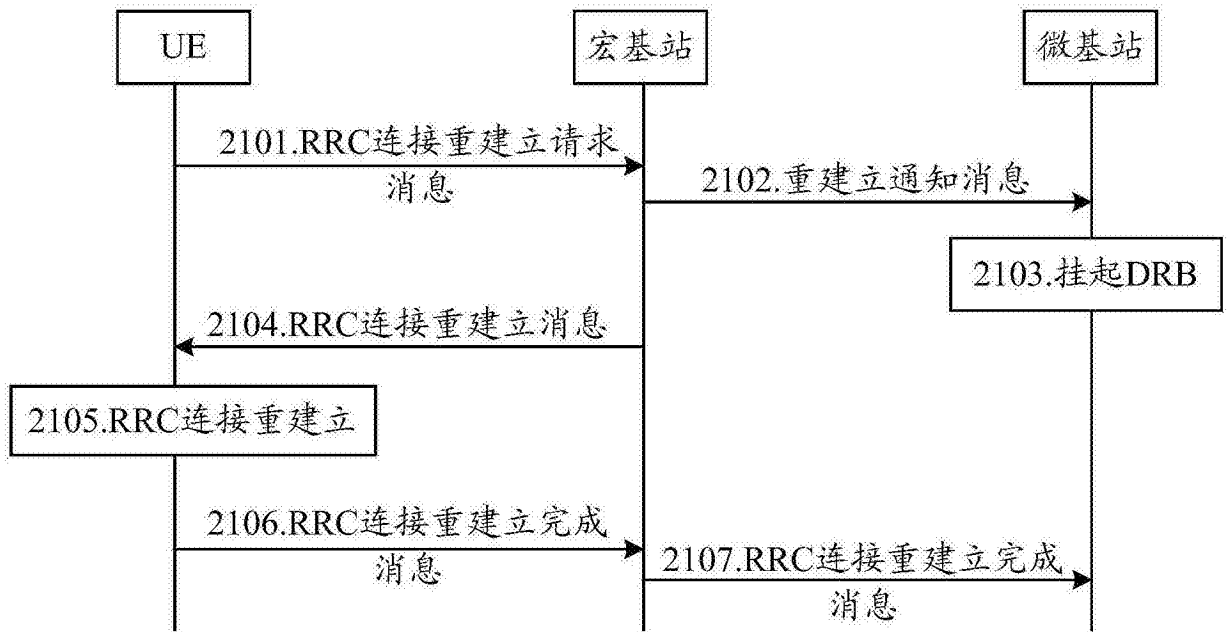 UE
宏基站
微基站
2101.RRC连接重建立请求
消息
2102.重建立通知消息
2103.挂起DRB
2104.RRC连接重建立消息
2105.RRC连接重建立
2106.RRC连接重建立完成
消息
2107.RRC连接重建立完成
消息